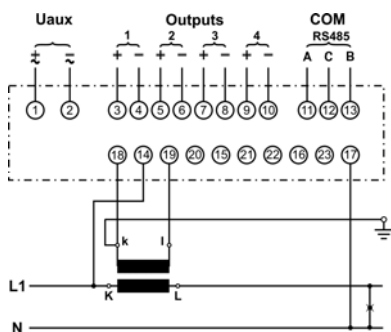 Uaux Outputs COM
1 2 3 4 RS485
+ − + − + − + − A C B
1 2 3 4 5 6 7 8 9 10 11 12 13
18 14 19 20 15 21 22 16 23 17
k l
L1
K L
N